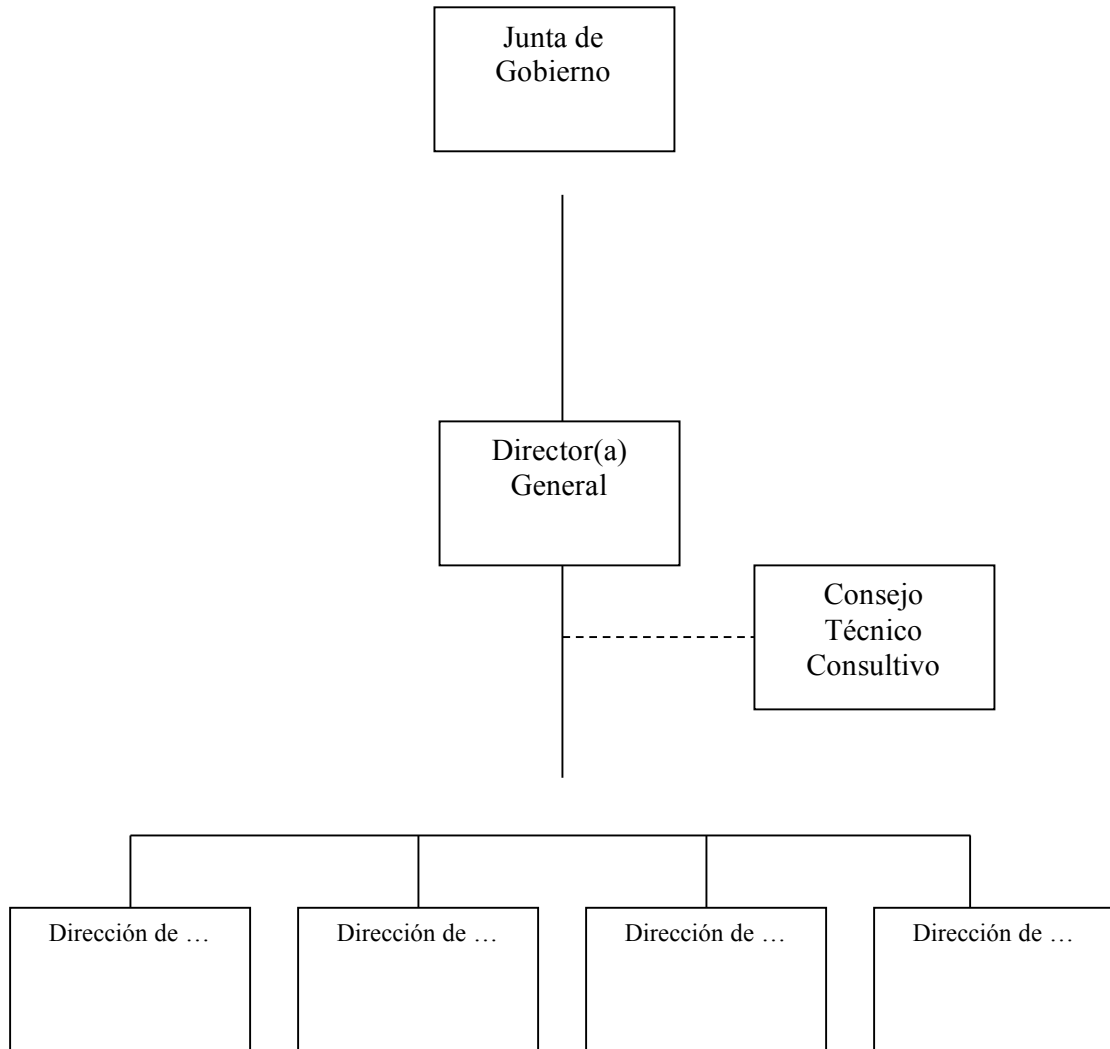 Junta de
Gobierno
Director(a)
General
Consejo
Técnico
Consultivo
Dirección de …
Dirección de …
Dirección de …
Dirección de …